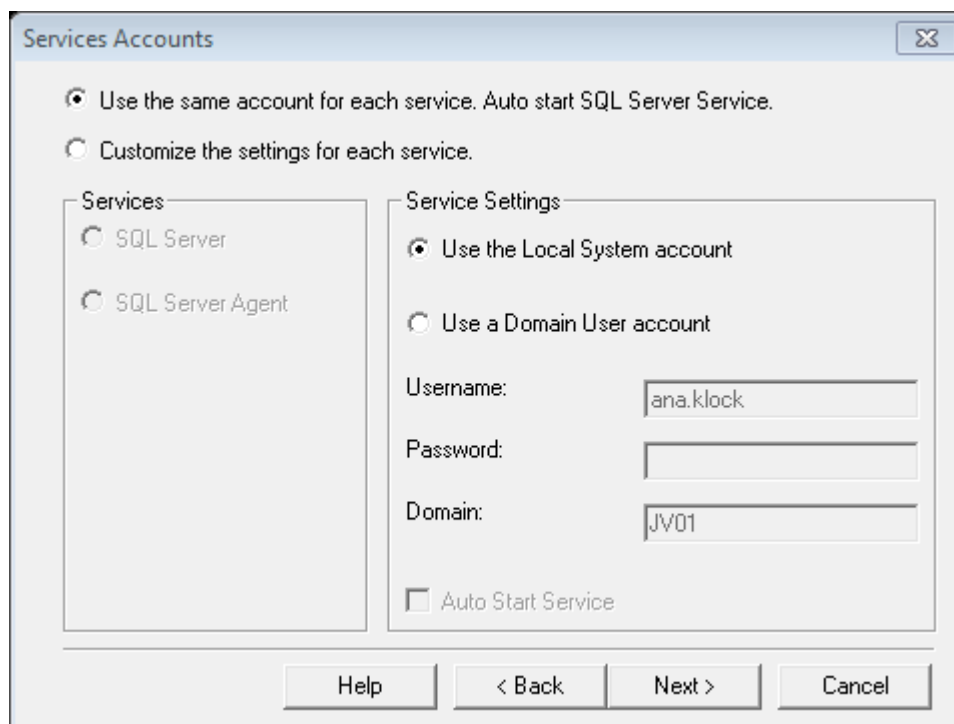 Services Accounts
Use the same account for each service. Auto start SQL Server Service.
Customize the settings for each service.
Services
SQL Server
SQL Server Agent
Service Settings
Use the Local System account
Use a Domain User account
Username:
ana.klock
Password:
Domain:
JV01
Auto Start Service
Help
< Back
Next >
Cancel